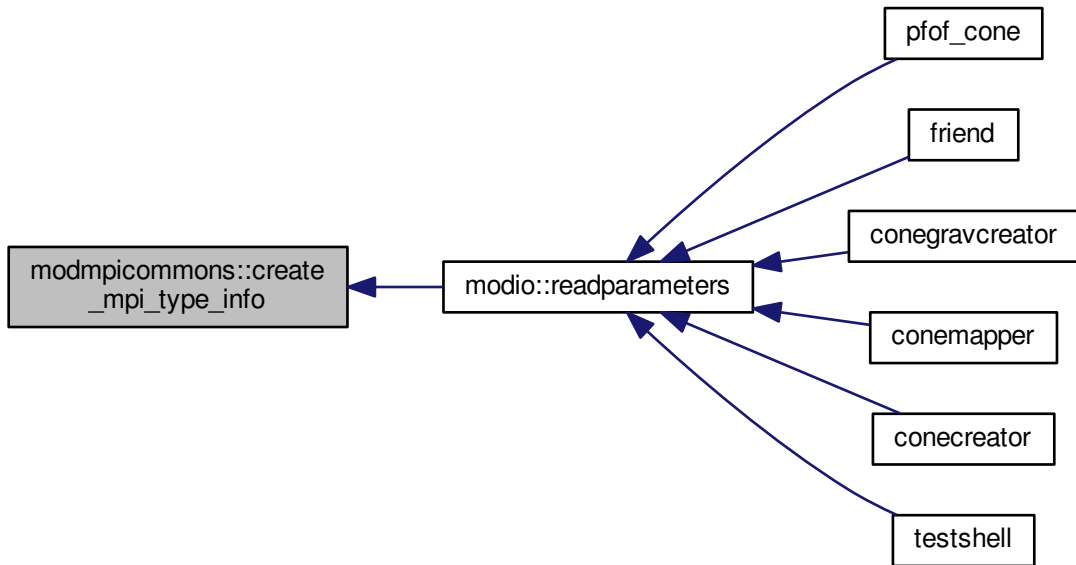 modmpicommons::create
_mpi_type_info
modio::readparameters
pfof_cone
friend
conegravcreator
conemapper
conecreator
testshell